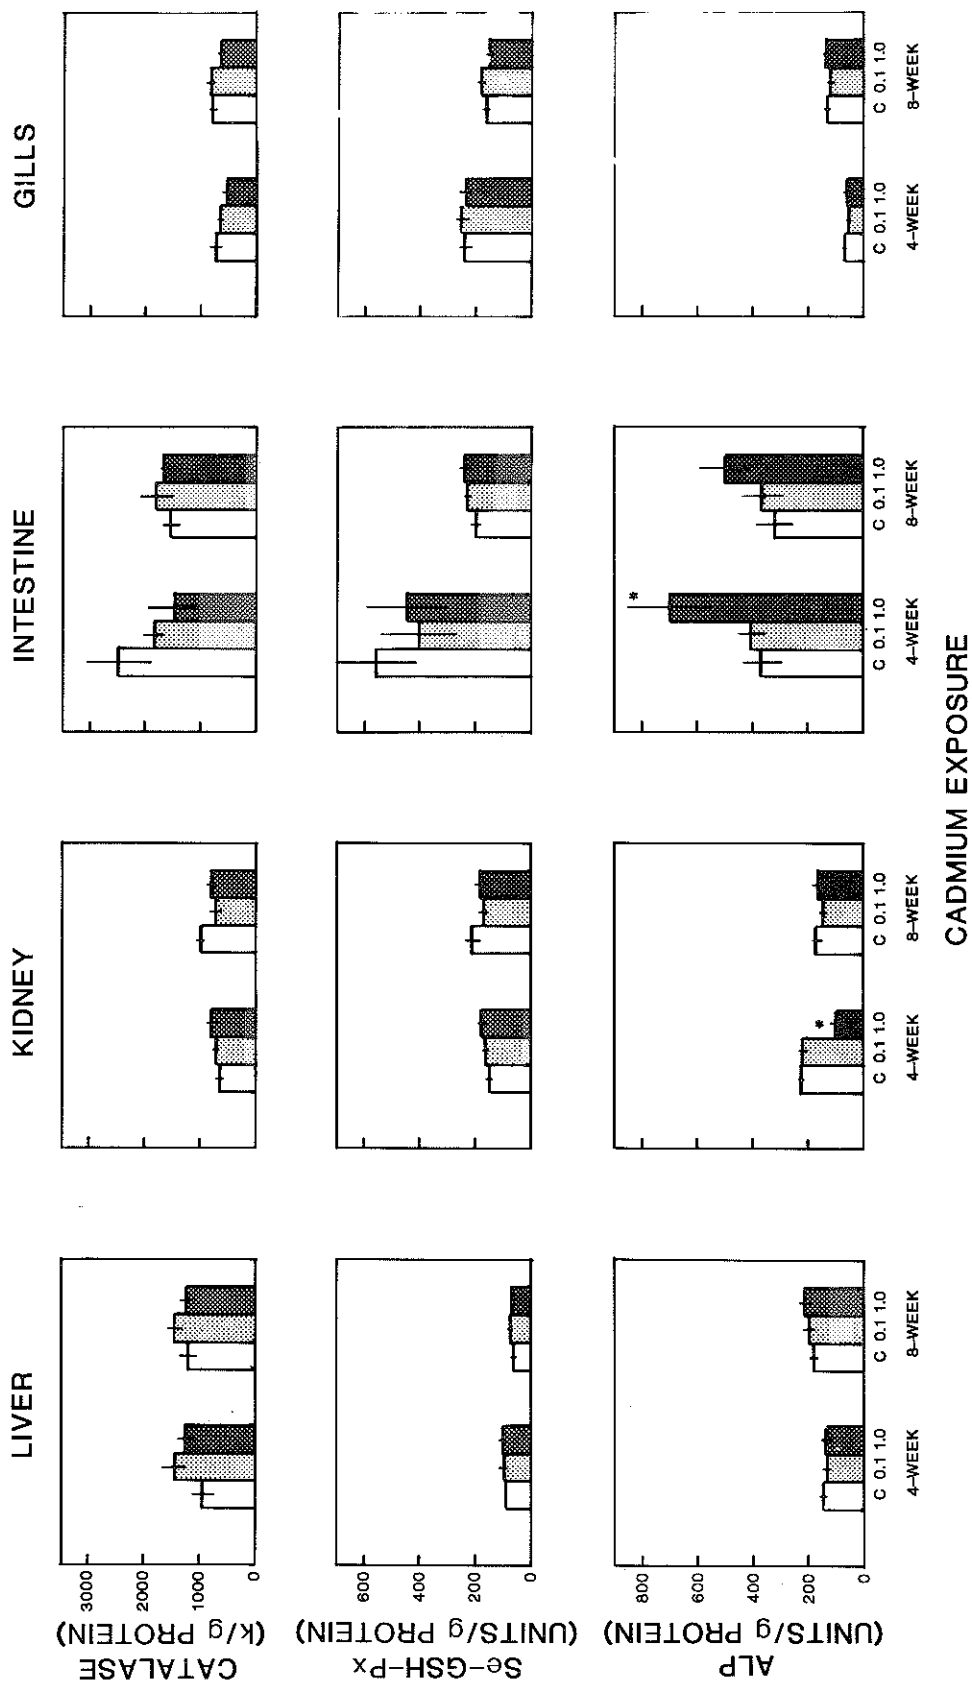 LIVER
KIDNEY
INTESTINE
GILLS
CATALASE
(k/g PROTEIN)
3000
2000
1000
0
Se-GSH-Px
(UNITS/g PROTEIN)
600
400
200
0
ALP
(UNITS/g PROTEIN)
800
600
400
200
0
*
*
C 0.1 1.0
C 0.1 1.0
C 0.1 1.0
C 0.1 1.0
C 0.1 1.0
C 0.1 1.0
C 0.1 1.0
C 0.1 1.0
4-WEEK
8-WEEK
4-WEEK
8-WEEK
4-WEEK
8-WEEK
4-WEEK
8-WEEK
CADMIUM EXPOSURE